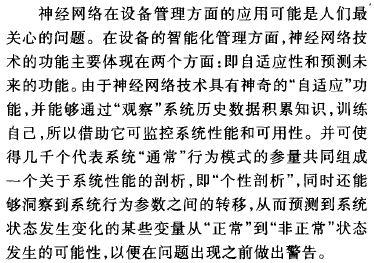 神经网络在设备管理方面的应用可能是人们最
关心的问题。在设备的智能化管理方面,神经网络技
术的功能主要体现在两个方面:即自适应性和预测未
来的功能。由于神经网络技术具有神奇的“自适应”功
能,并能够通过“观察”系统历史数据积累知识,训练
自己,所以借助它可监控系统性能和可用性。并可使
得几千个代表系统“通常”行为模式的参量共同组成
一个关于系统性能的剖析,即“个性剖析”,同时还能
够洞察到系统行为参数之间的转移,从而预测到系统
状态发生变化的某些变量从“正常”到“非正常”状态
发生的可能性,以便在问题出现之前做出警告。